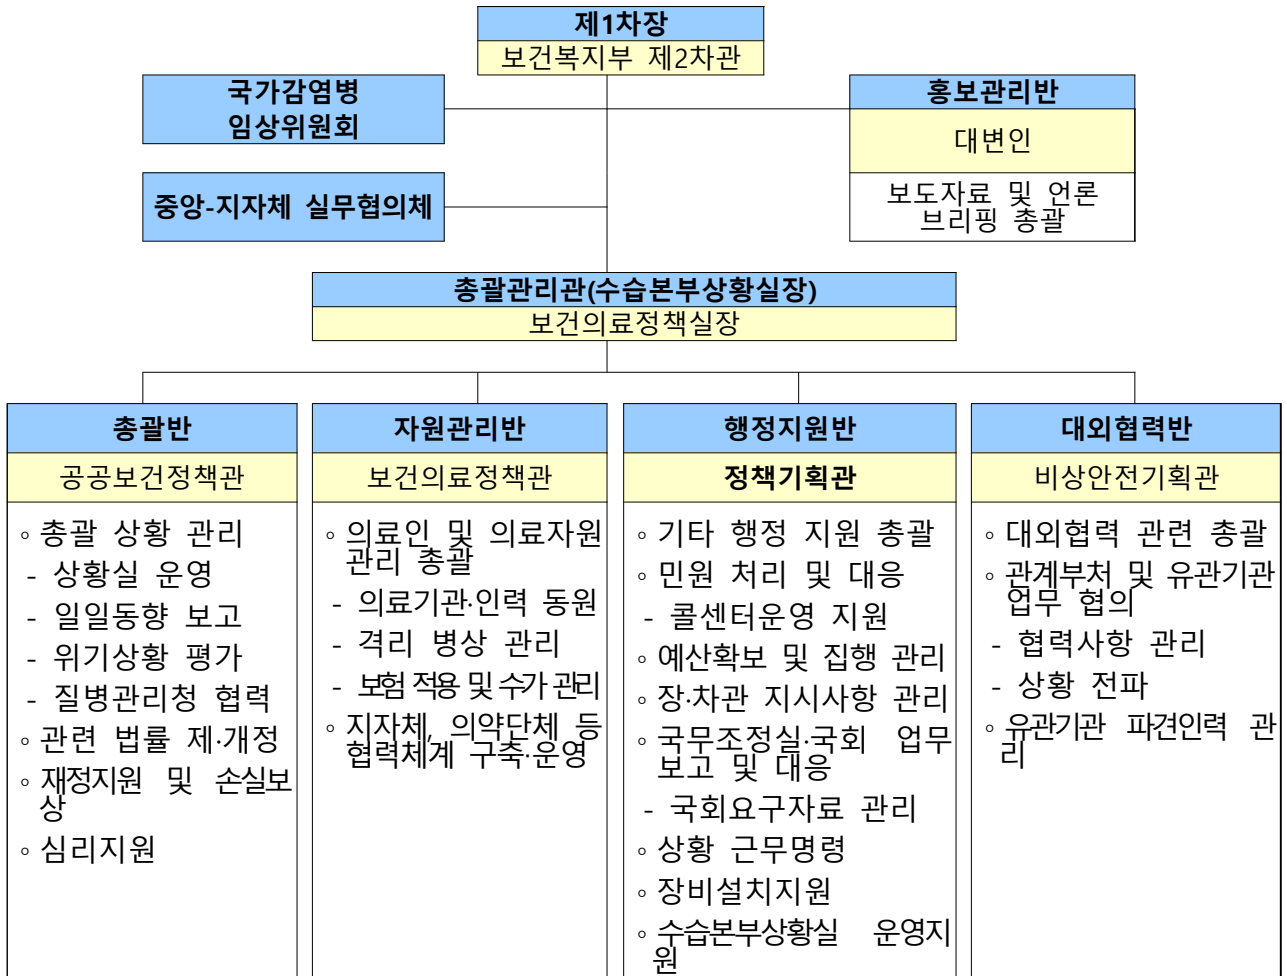 제1차장
보건복지부 제2차관
국가감염병
임상위원회
홍보관리반
대변인
보도자료 및 언론
브리핑 총괄
중앙-지자체 실무협의체
총괄관리관(수습본부상황실장)
보건의료정책실장
총괄반
공공보건정책관
◦ 총괄 상황 관리
- 상황실 운영
- 일일동향 보고
- 위기상황 평가
- 질병관리청 협력
◦ 관련 법률 제·개정
◦ 재정지원 및 손실보
상
◦ 심리지원
자원관리반
보건의료정책관
◦ 의료인 및 의료자원
관리 총괄
- 의료기관·인력 동원
- 격리 병상 관리
- 보험 적용 및 수가 관리
◦ 지자체, 의약단체 등
협력체계 구축·운영
행정지원반
정책기획관
◦ 기타 행정 지원 총괄
◦ 민원 처리 및 대응
- 콜센터운영 지원
◦ 예산확보 및 집행 관리
◦ 장·차관 지시사항 관리
◦ 국무조정실·국회 업무
보고 및 대응
- 국회요구자료 관리
◦ 상황 근무명령
◦ 장비설치지원
◦ 수습본부상황실 운영지
원
대외협력반
비상안전기획관
◦ 대외협력 관련 총괄
◦ 관계부처 및 유관기관
업무 협의
- 협력사항 관리
- 상황 전파
◦ 유관기관 파견인력 관
리